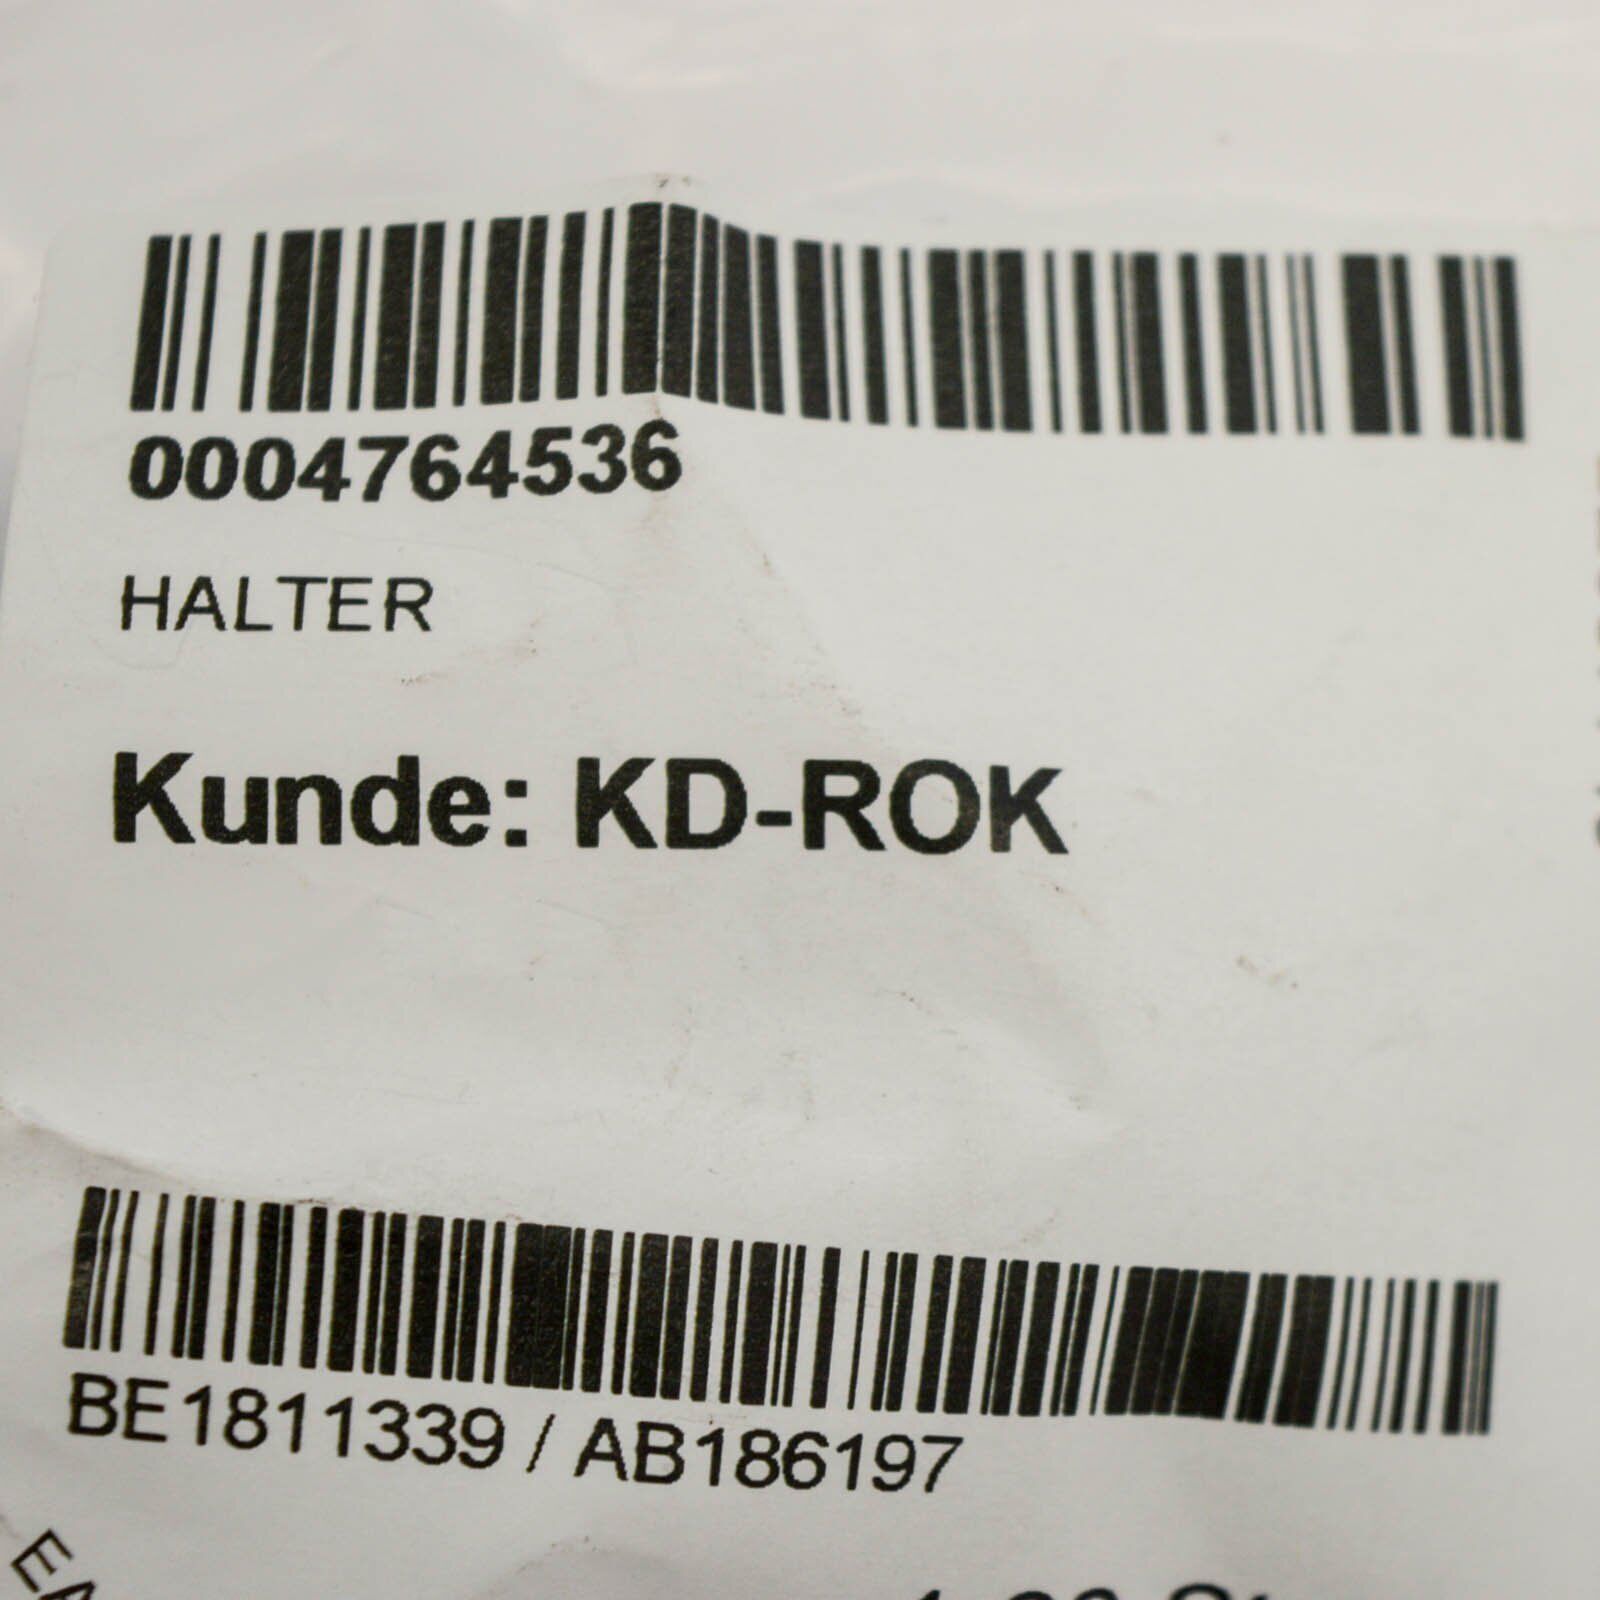 0004764536
HALTER
Kunde: KD-ROK
BE1811339 / AB186197